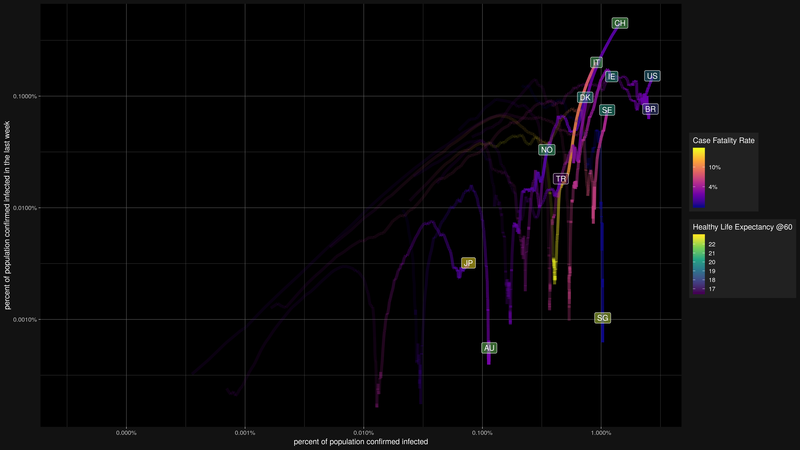 CH
IT
IE
US
DK
SE
BR
NO
TR
JP
SG
AU
0.1000%
0.0100%
0.0010%
0.000%
0.001%
0.010%
0.100%
1.000%
percent of population confirmed infected
percent of population confirmed infected in the last week
Case Fatality Rate
10%
4%
Healthy Life Expectancy @60
22
21
20
19
18
17